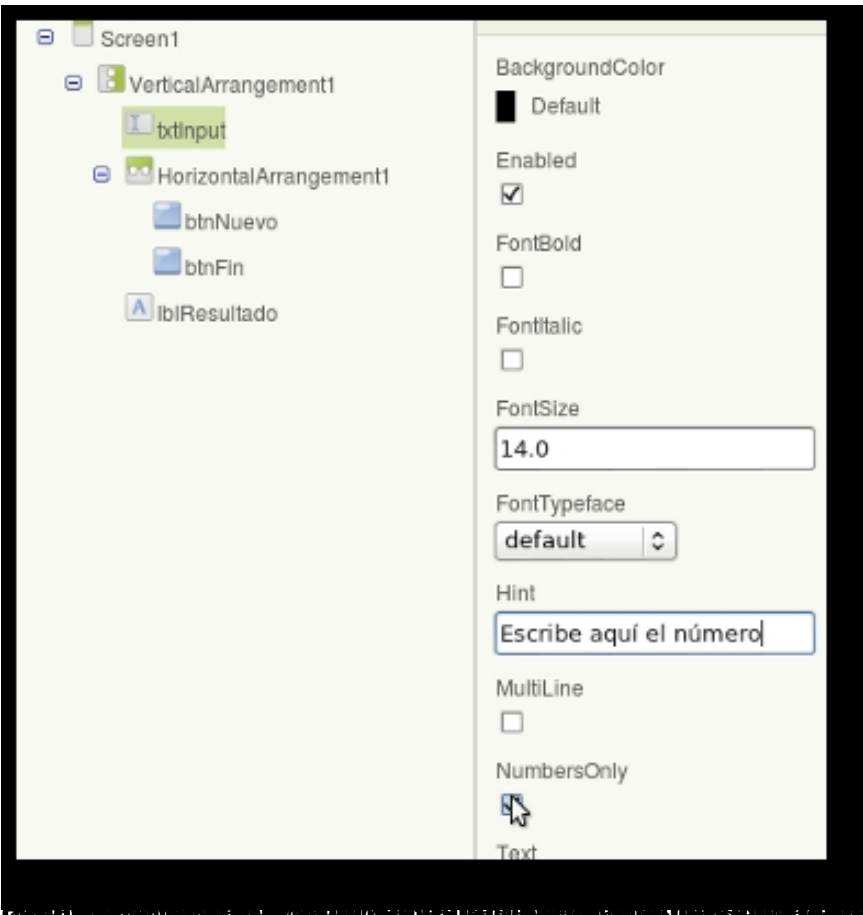 Screen1
VerticalArrangement1
txtInput
HorizontalArrangement1
btnNuevo
btnFin
lblResultado
BackgroundColor
Default
Enabled
FontBold
FontItalic
FontSize
14.0
FontTypeface
default
Hint
Escribe aquí el número
MultiLine
NumbersOnly
Text